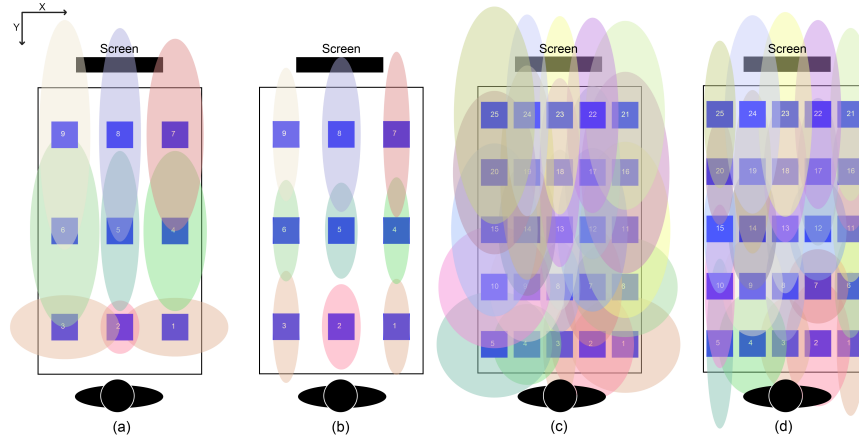 X
Y
Screen
Screen
Screen
Screen
9 8 7
6 5 4
3 2 1
(a)
9 8 7
6 5 4
3 2 1
(b)
25 24 23 22 21
20 18 17 16
15 14 13 12 11
10 8 7
5 4 3 2 1
(c)
25 24 23 22 21
20 19 18 17 16
15 14 13 12 11
10 9 8 7 6
5 4 3 2 1
(d)